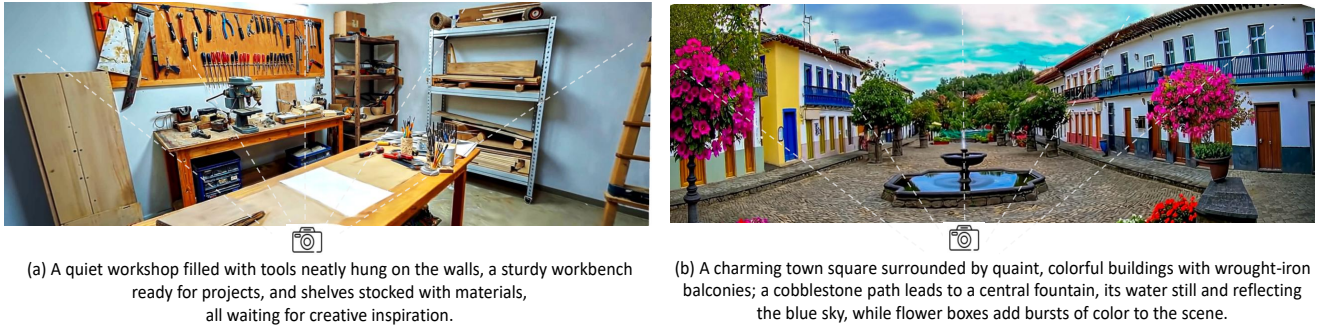 (a) A quiet workshop filled with tools neatly hung on the walls, a sturdy workbench
ready for projects, and shelves stocked with materials,
all waiting for creative inspiration.
(b) A charming town square surrounded by quaint, colorful buildings with wrought-iron
balconies; a cobblestone path leads to a central fountain, its water still and reflecting
the blue sky, while flower boxes add bursts of color to the scene.